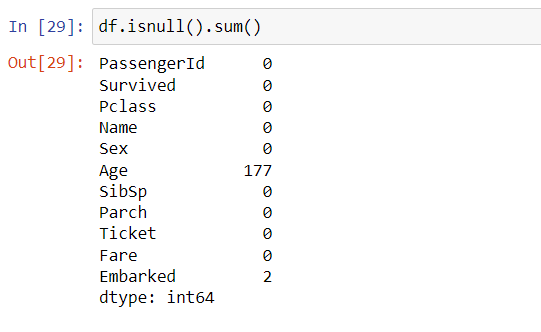 In [29]: df.isnull().sum()
Out[29]: PassengerId 0
Survived 0
Pclass 0
Name 0
Sex 0
Age 177
SibSp 0
Parch 0
Ticket 0
Fare 0
Embarked 2
dtype: int64